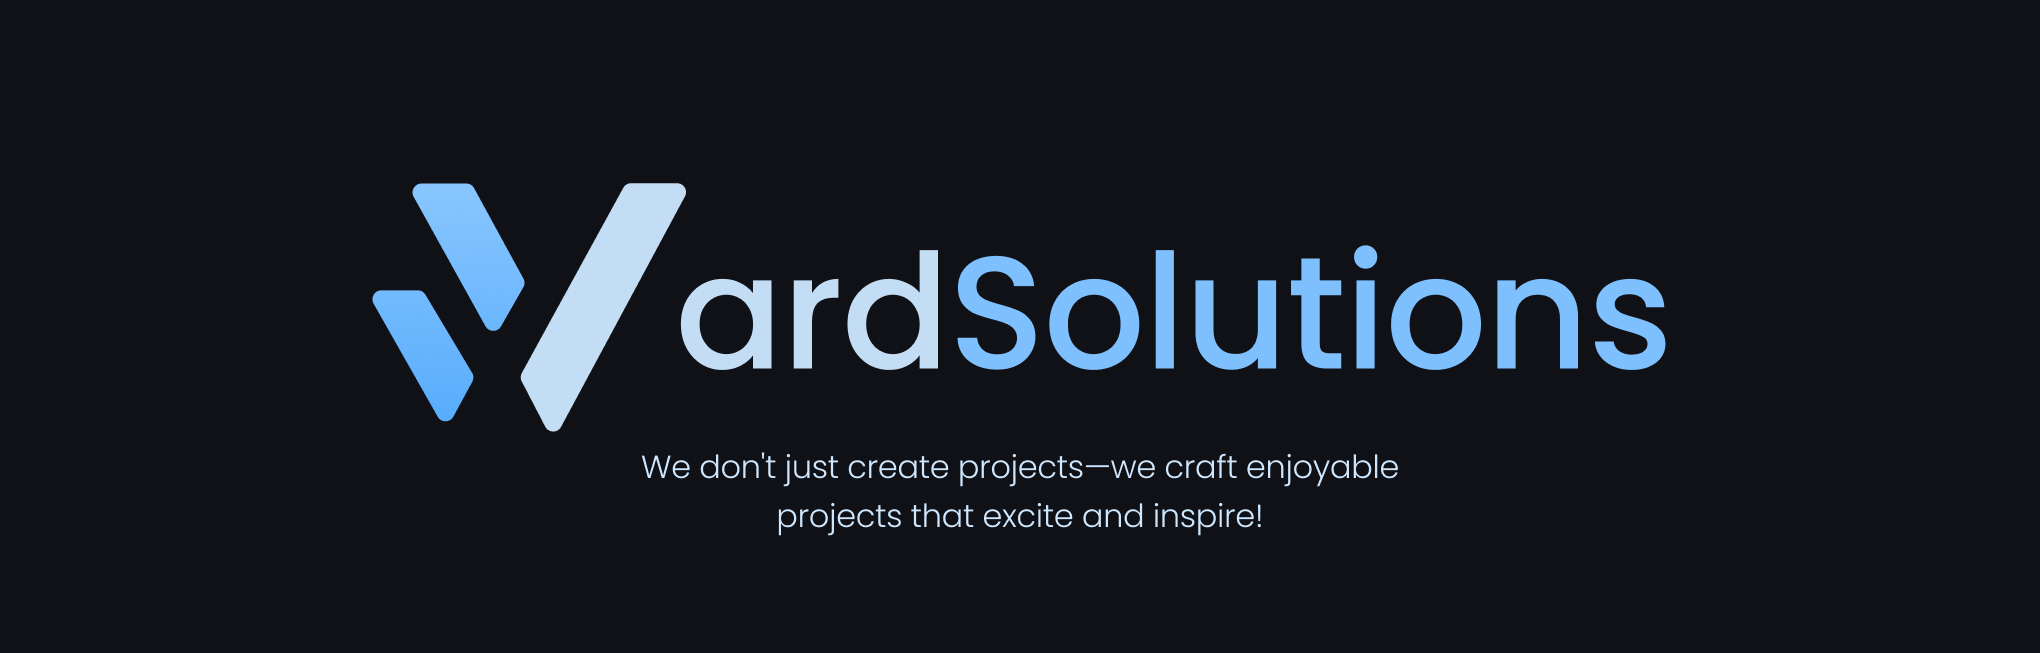 WardSolutions
We don't just create projects—we craft enjoyable
projects that excite and inspire!